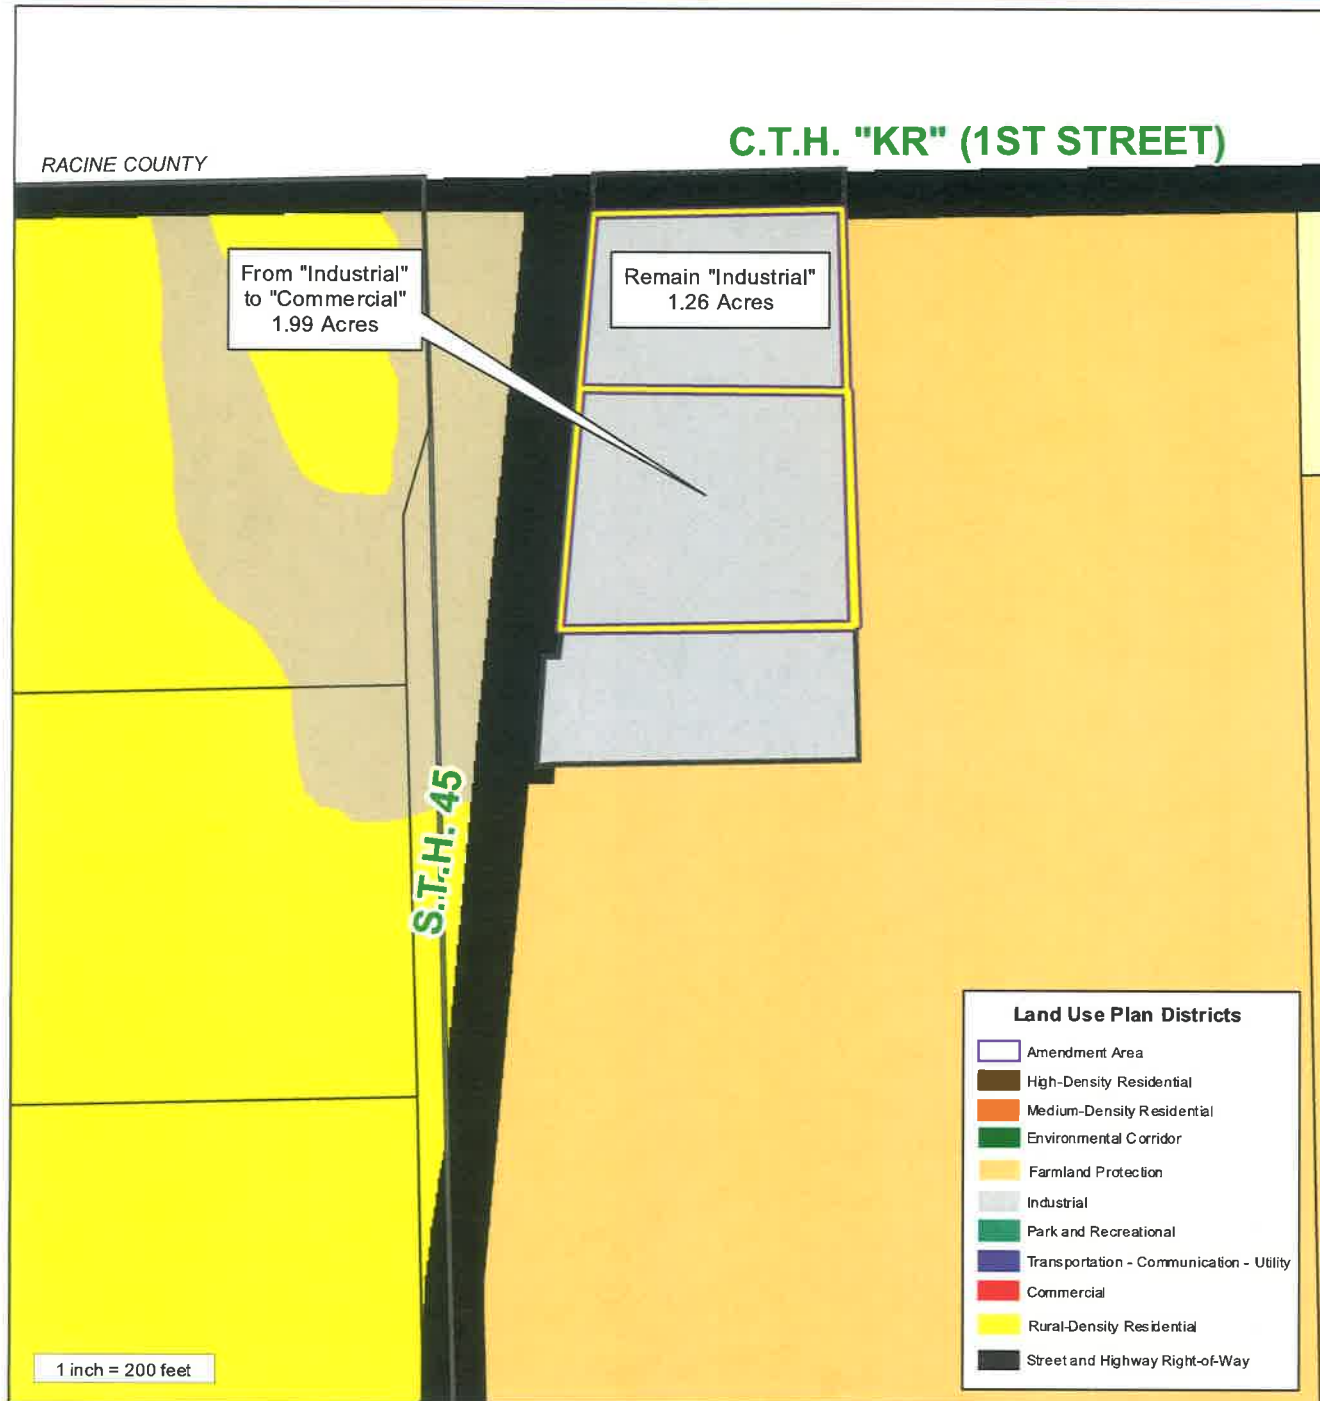 C.T.H. "KR" (1ST STREET)
RACINE COUNTY
From "Industrial"
to "Commercial"
1.99 Acres
Remain "Industrial"
1.26 Acres
S.T.H. 45
Land Use Plan Districts
Amendment Area
High-Density Residential
Medium-Density Residential
Environmental Corridor
Farmland Protection
Industrial
Park and Recreational
Transportation - Communication - Utility
Commercial
Rural-Density Residential
Street and Highway Right-of-Way
1 inch = 200 feet